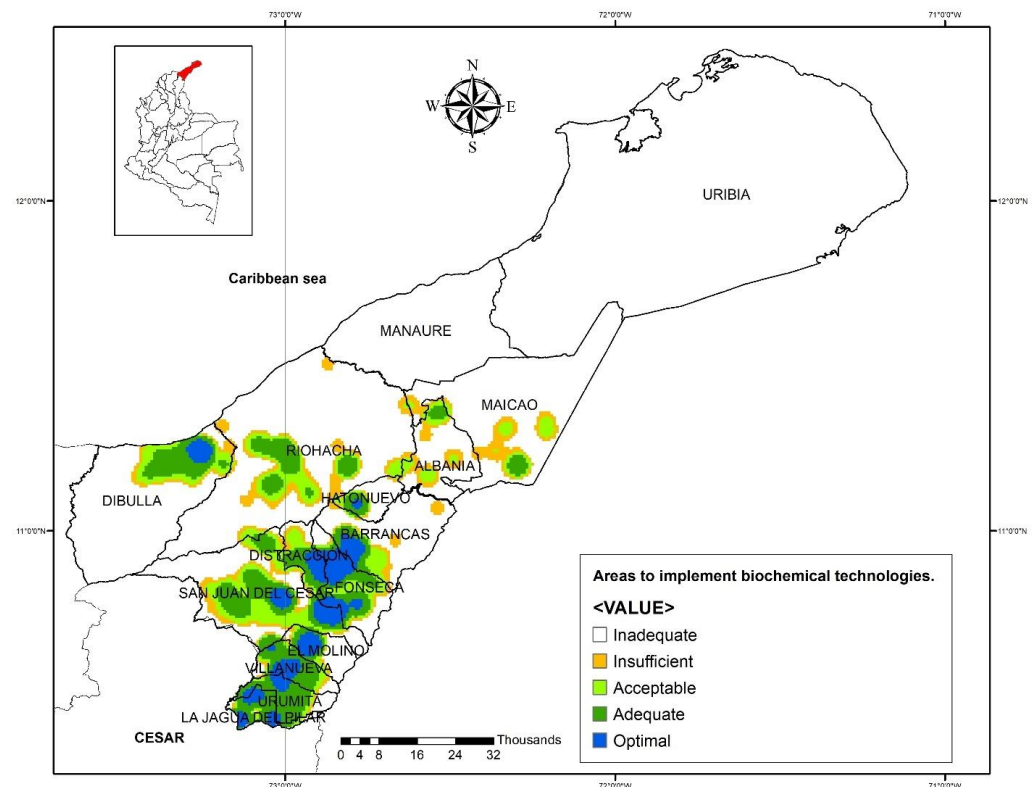 73°0'0"W
72°0'0"W
71°0'0"W
N
W
E
S
12°0'0"N
12°0'0"N
URIBIA
Caribbean sea
MANAURE
MAICAO
RIOHACHA
ALBANIA
DIBULLA
HATONUEVO
11°0'0"N
11°0'0"N
BARRANCAS
DISTRACCION
FONSECA
SAN JUAN DEL CESAR
EL MOLINO
VILLANUEVA
URUMITA
LA JAGUA DEL PILAR
CESAR
Areas to implement biochemical technologies.
<VALUE>
Inadequate
Insufficient
Acceptable
Adequate
Optimal
Thousands
0 4 8 16 24 32
73°0'0"W
72°0'0"W
71°0'0"W